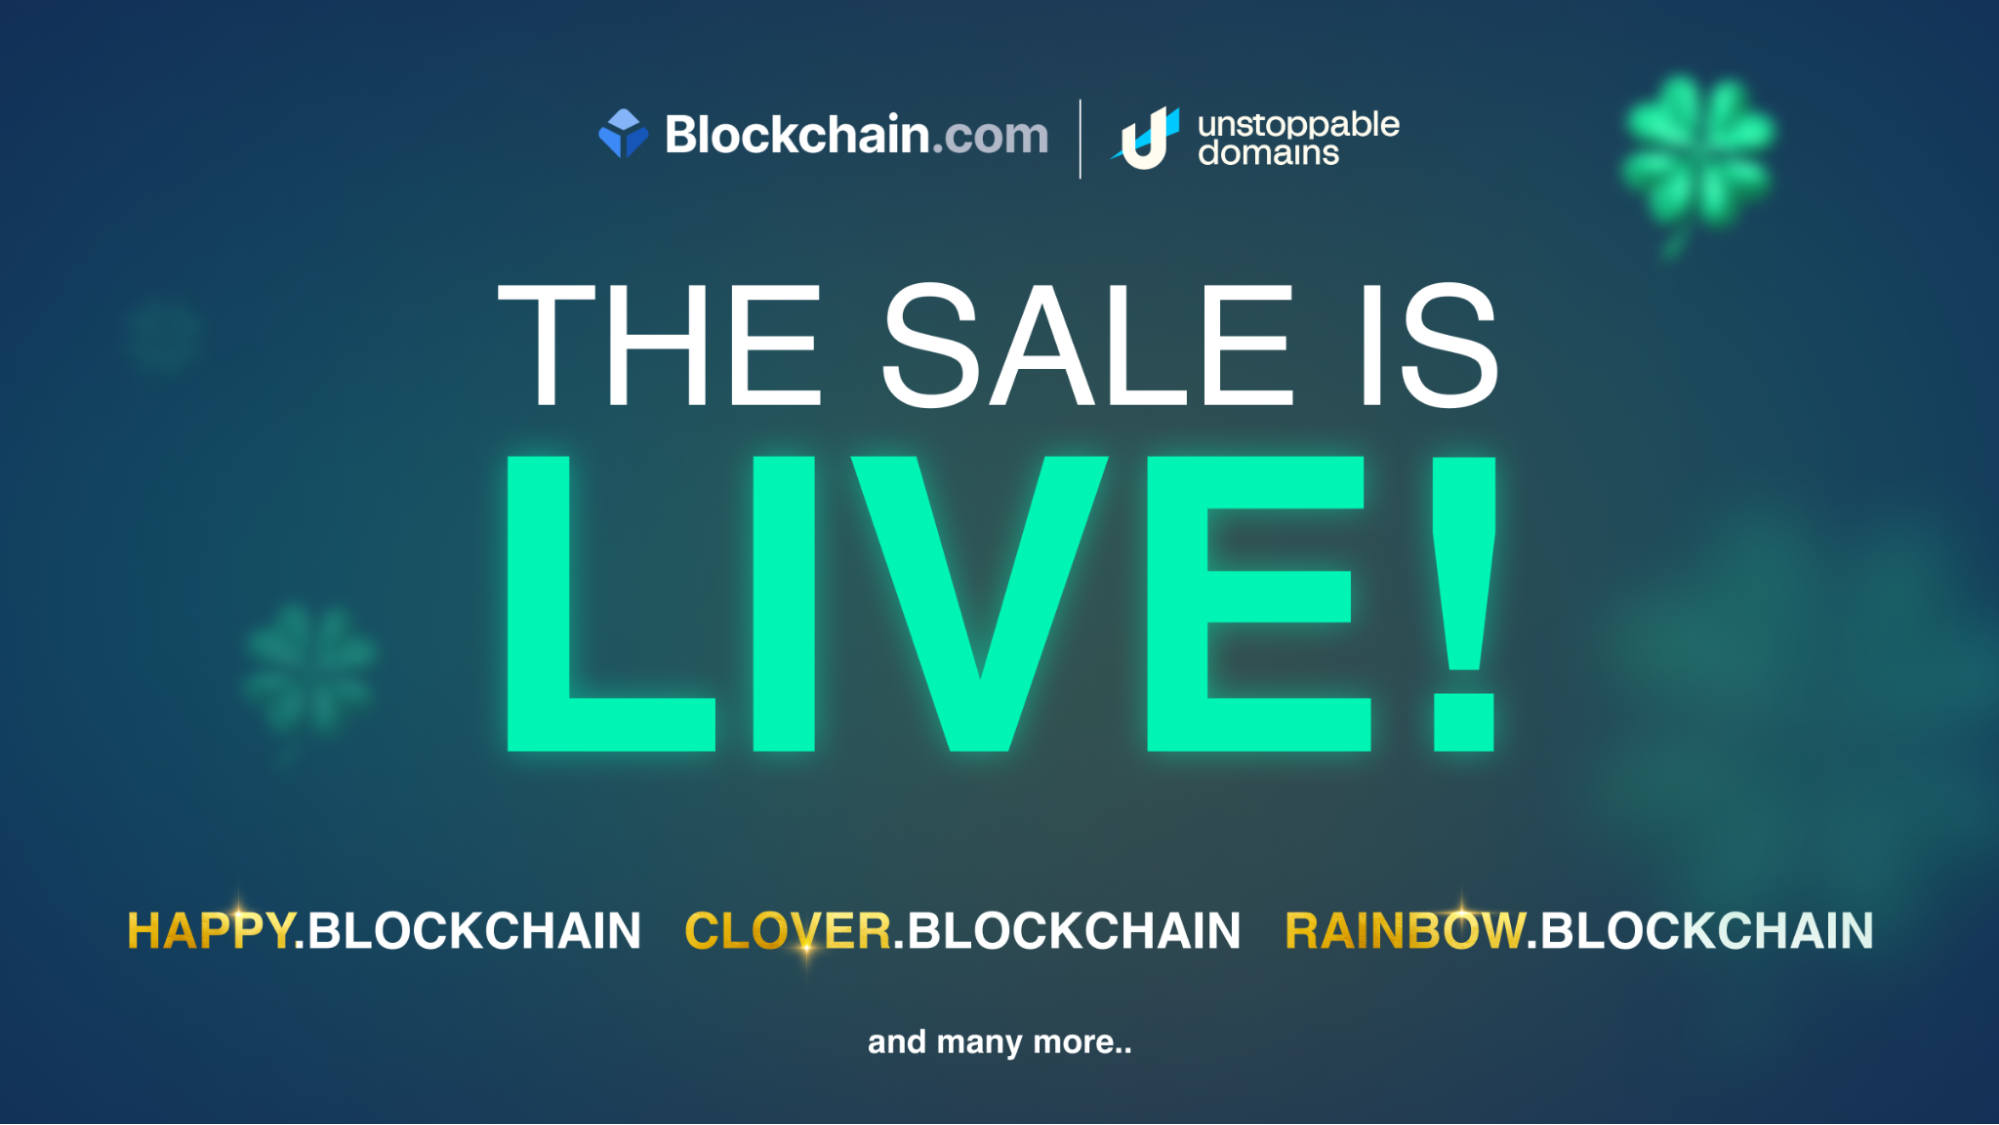 Blockchain.com
unstoppable
domains
THE SALE IS
LIVE!
HAPPY.BLOCKCHAIN CLOVER.BLOCKCHAIN RAINBOW.BLOCKCHAIN
and many more..